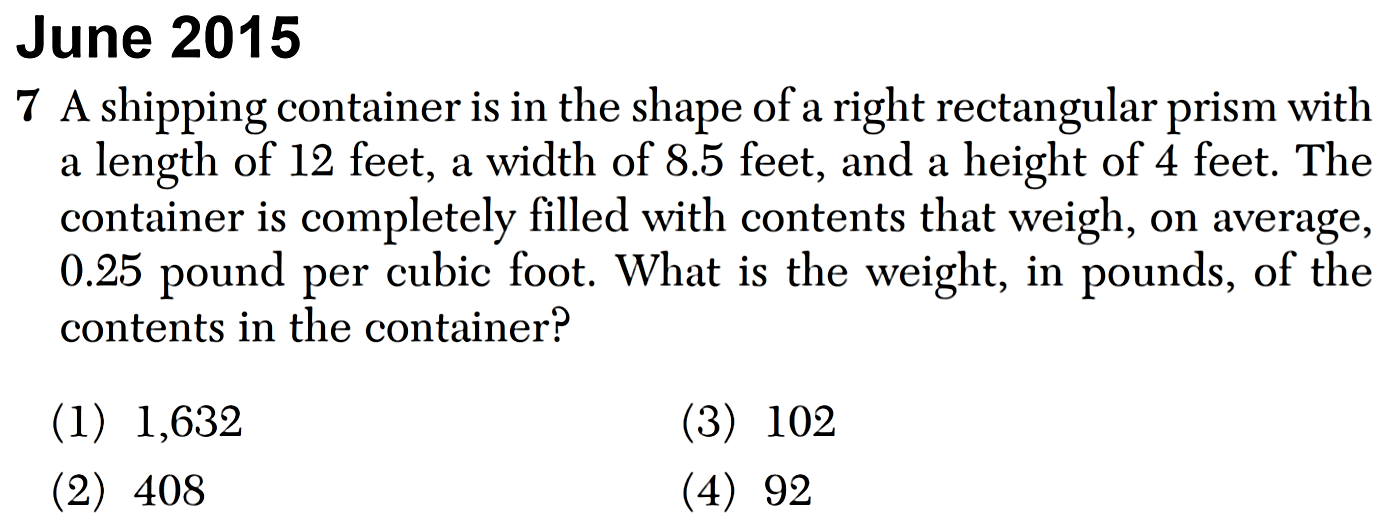 June 2015
7 A shipping container is in the shape of a right rectangular prism with
a length of 12 feet, a width of 8.5 feet, and a height of 4 feet. The
container is completely filled with contents that weigh, on average,
0.25 pound per cubic foot. What is the weight, in pounds, of the
contents in the container?
(1) 1,632 (3) 102
(2) 408 (4) 92